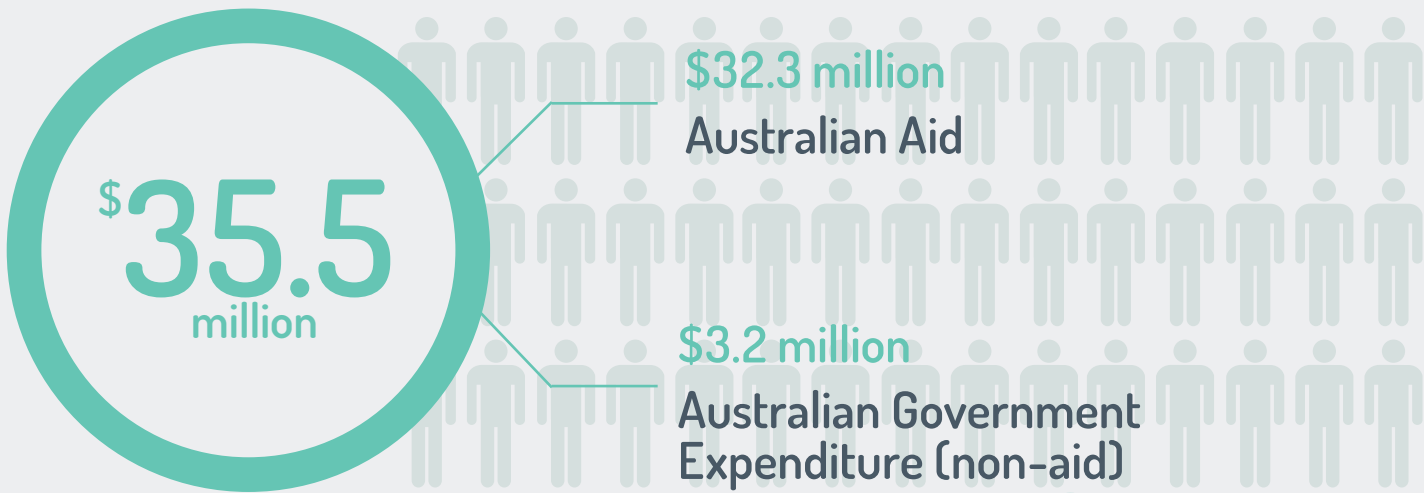 $35.5
million
$32.3 million
Australian Aid
$3.2 million
Australian Government
Expenditure (non-aid)